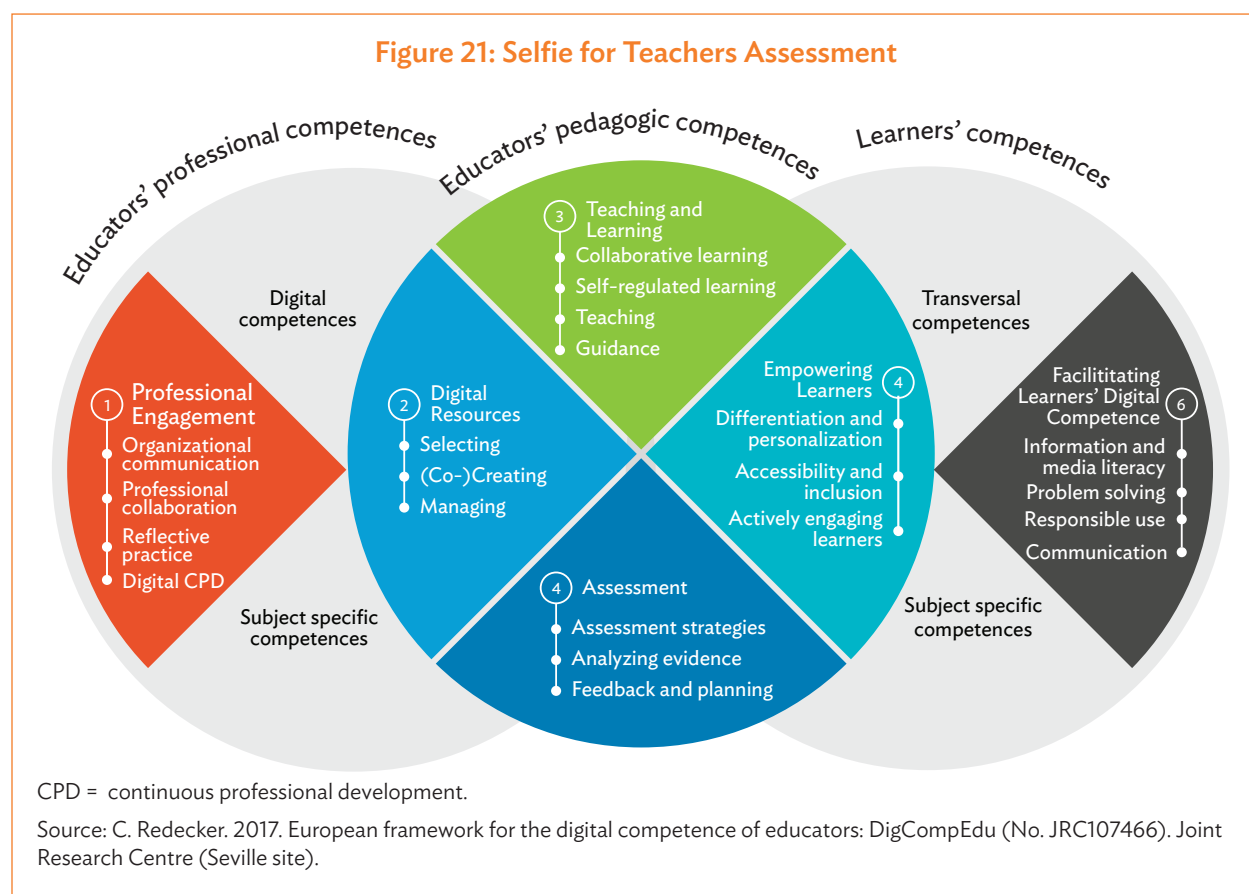 Figure 21: Selfie for Teachers Assessment
Educators' professional competences
Educators' pedagogic competences
Learners' competences
Digital
competences
Transversal
competences
1
Professional
Engagement
Organizational
communication
Professional
collaboration
Reflective
practice
Digital CPD
2
Digital
Resources
Selecting
(Co-)Creating
Managing
3
Teaching and
Learning
Collaborative learning
Self-regulated learning
Teaching
Guidance
4
Assessment
Assessment strategies
Analyzing evidence
Feedback and planning
Empowering
Learners
4
Differentiation and
personalization
Accessibility and
inclusion
Actively engaging
learners
Facilititating
Learners' Digital
Competence
6
Information and
media literacy
Problem solving
Responsible use
Communication
Subject specific
competences
Subject specific
competences
CPD = continuous professional development.
Source: C. Redecker. 2017. European framework for the digital competence of educators: DigCompEdu (No. JRC107466). Joint
Research Centre (Seville site).